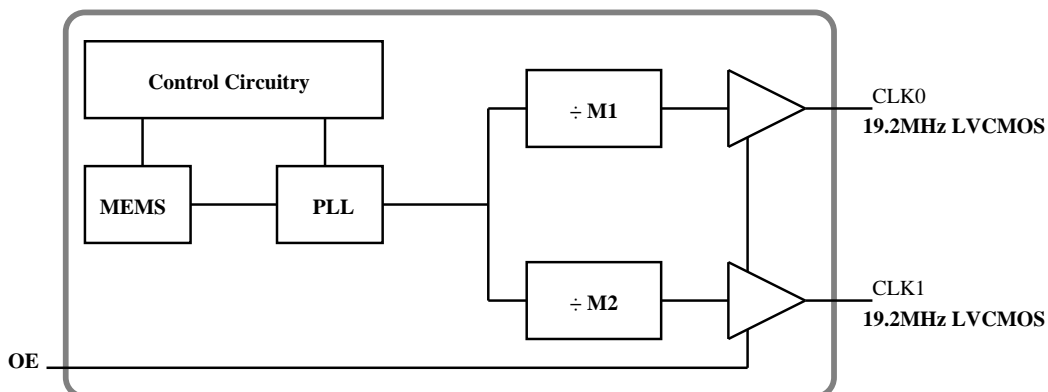 Control Circuitry
÷ M1
CLK0
19.2MHz LVCMOS
MEMS
PLL
÷ M2
CLK1
19.2MHz LVCMOS
OE